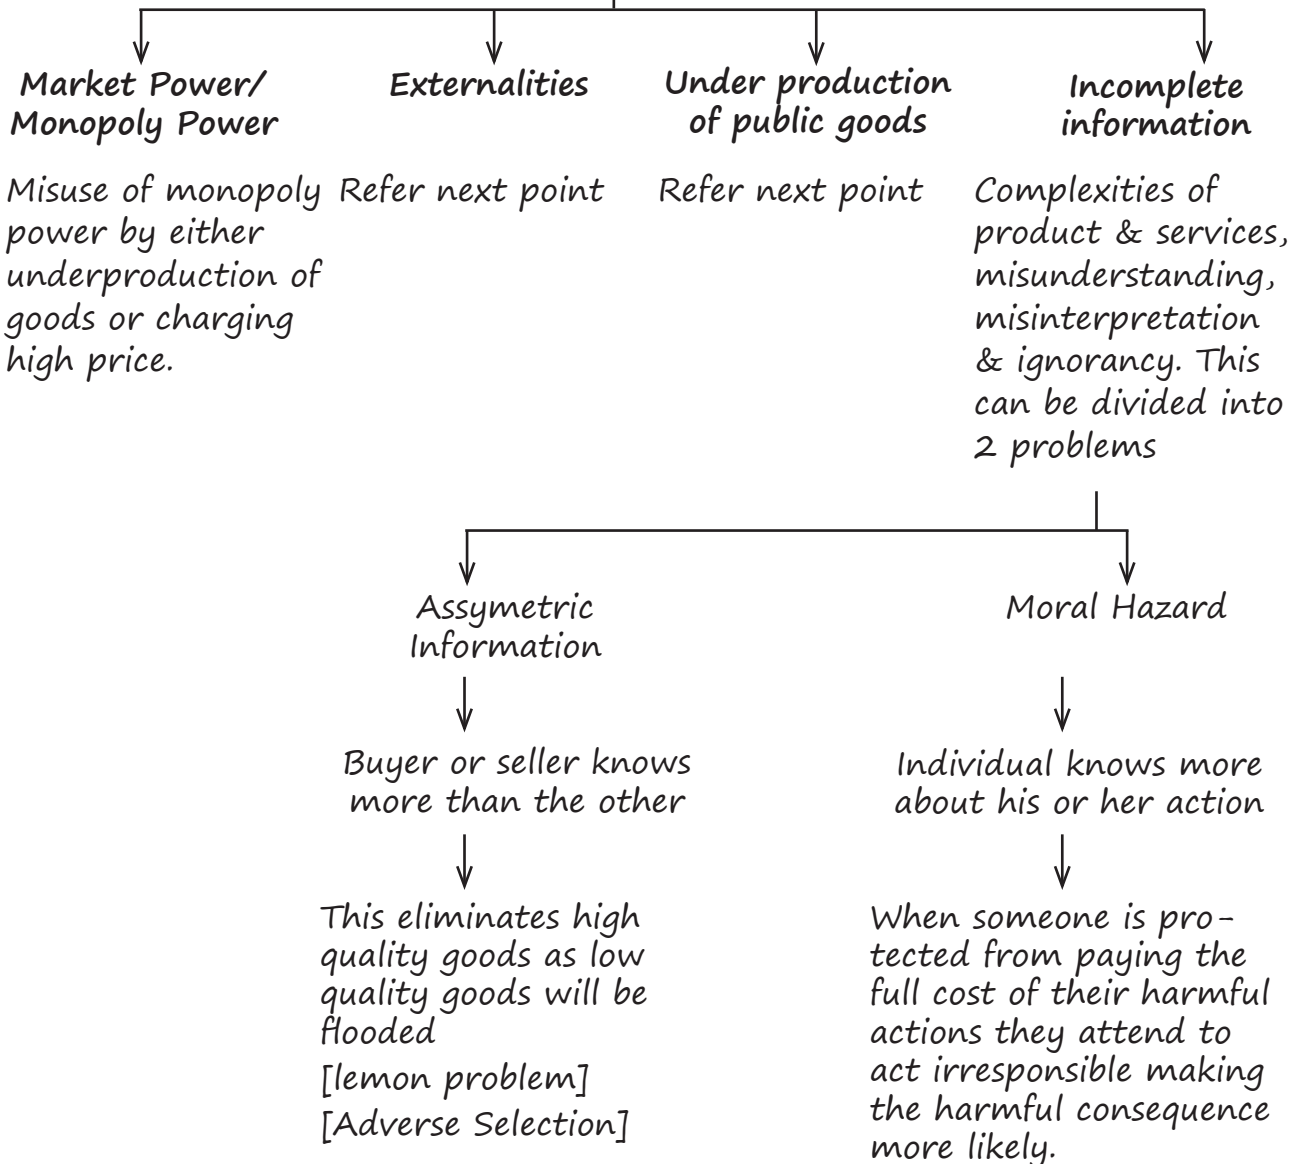 Market Power/
Monopoly Power
Misuse of monopoly
power by either
underproduction of
goods or charging
high price.
Externalities
Refer next point
Under production
of public goods
Refer next point
Incomplete
information
Complexities of
product & services,
misunderstanding,
misinterpretation
& ignorancy. This
can be divided into
2 problems
Assymetric
Information
Buyer or seller knows
more than the other
This eliminates high
quality goods as low
quality goods will be
flooded
[lemon problem]
[Adverse Selection]
Moral Hazard
Individual knows more
about his or her action
When someone is pro-
tected from paying the
full cost of their harmful
actions they attend to
act irresponsible making
the harmful consequence
more likely.